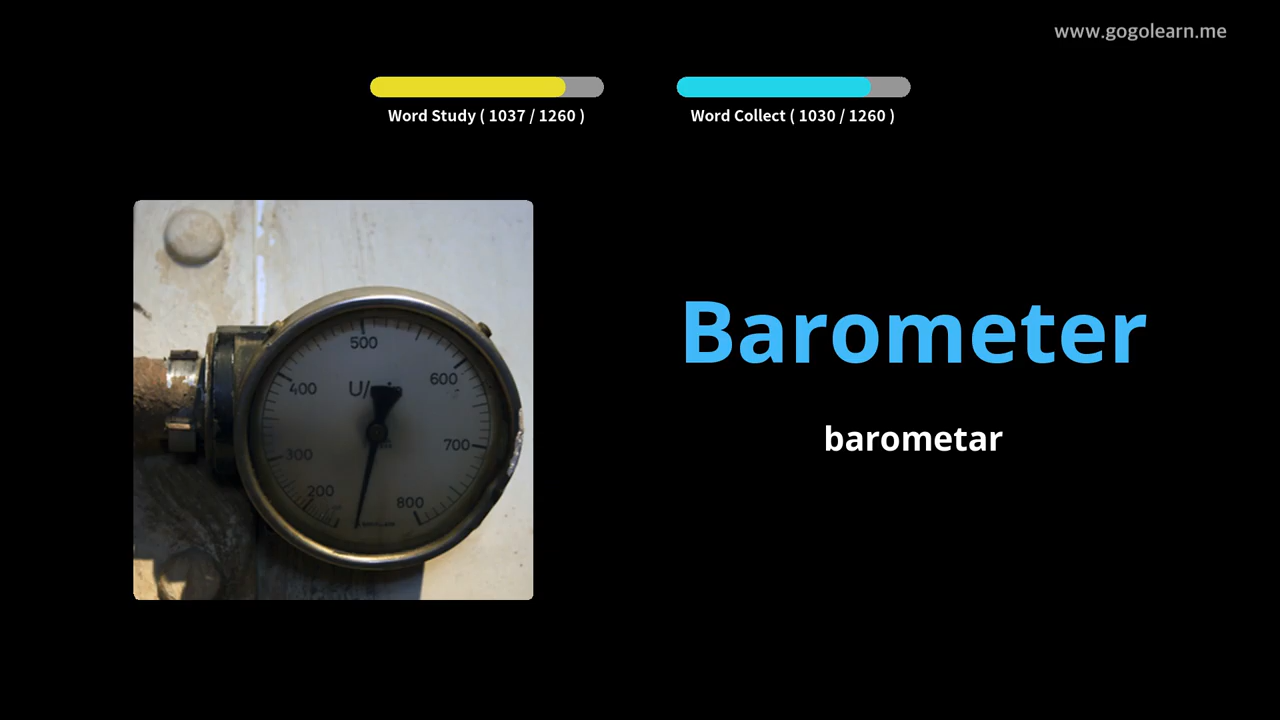 www.gogolearn.me
Word Study ( 1037 / 1260 )
Word Collect ( 1030 / 1260 )
Barometer
barometar
500
400
600
300
700
200
800